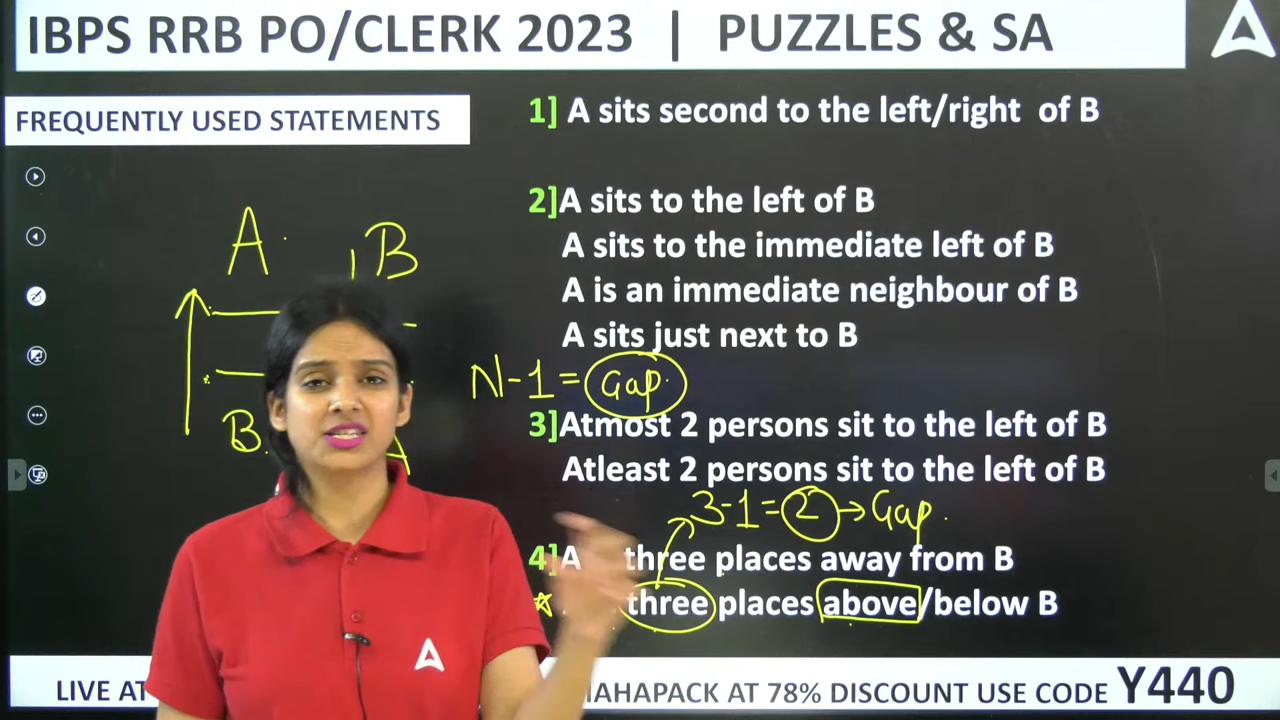 IBPS RRB PO/CLERK 2023 | PUZZLES & SA
FREQUENTLY USED STATEMENTS
1] A sits second to the left/right of B
2]A sits to the left of B
A sits to the immediate left of B
A is an immediate neighbour of B
A sits just next to B
A B
B A
N-1 = Gap
3]Atmost 2 persons sit to the left of B
Atleast 2 persons sit to the left of B
3-1=2→Gap
4]A three places away from B
three places above/below B
LIVE AT MAHAPACK AT 78% DISCOUNT USE CODE Y440